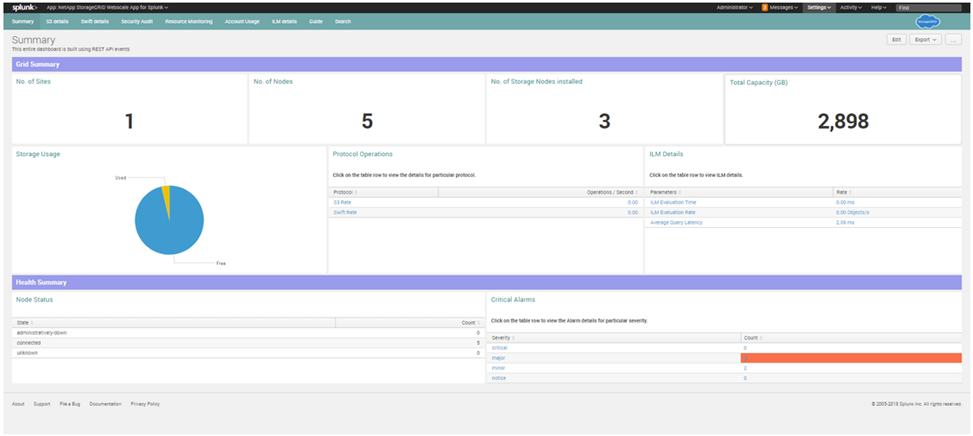 splunk> App: NetApp StorageGRID Webscale App for Splunk Administrator Messages Settings Activity Help Find
Summary S3 details Swift details Security Audit Resource Monitoring Account Usage ILM details Guide Search
Summary
This entire dashboard is built using REST API events
Edit Export ...
Grid Summary
No. of Sites
1
No. of Nodes
5
No. of Storage Nodes installed
3
Total Capacity (GB)
2,898
Storage Usage
Used
Free
Protocol Operations
Click on the table row to view the details for particular protocol.
Protocol Operations / Second
S3 Rate 0.00
Swift Rate 0.00
ILM Details
Click on the table row to view ILM details.
Parameters Rate
ILM Evaluation Time 0.00 ms
ILM Evaluation Rate 0.00 Objects/s
Average Query Latency ms
Health Summary
Node Status
State Count
administratively-down 0
connected 5
unknown 0
Critical Alarms
Click on the table row to view the Alarm details for particular severity.
Severity Count
critical 0
major
minor 2
notice 0
About Support File a Bug Documentation Privacy Policy
© 2005-2018 Splunk Inc. All rights reserved.